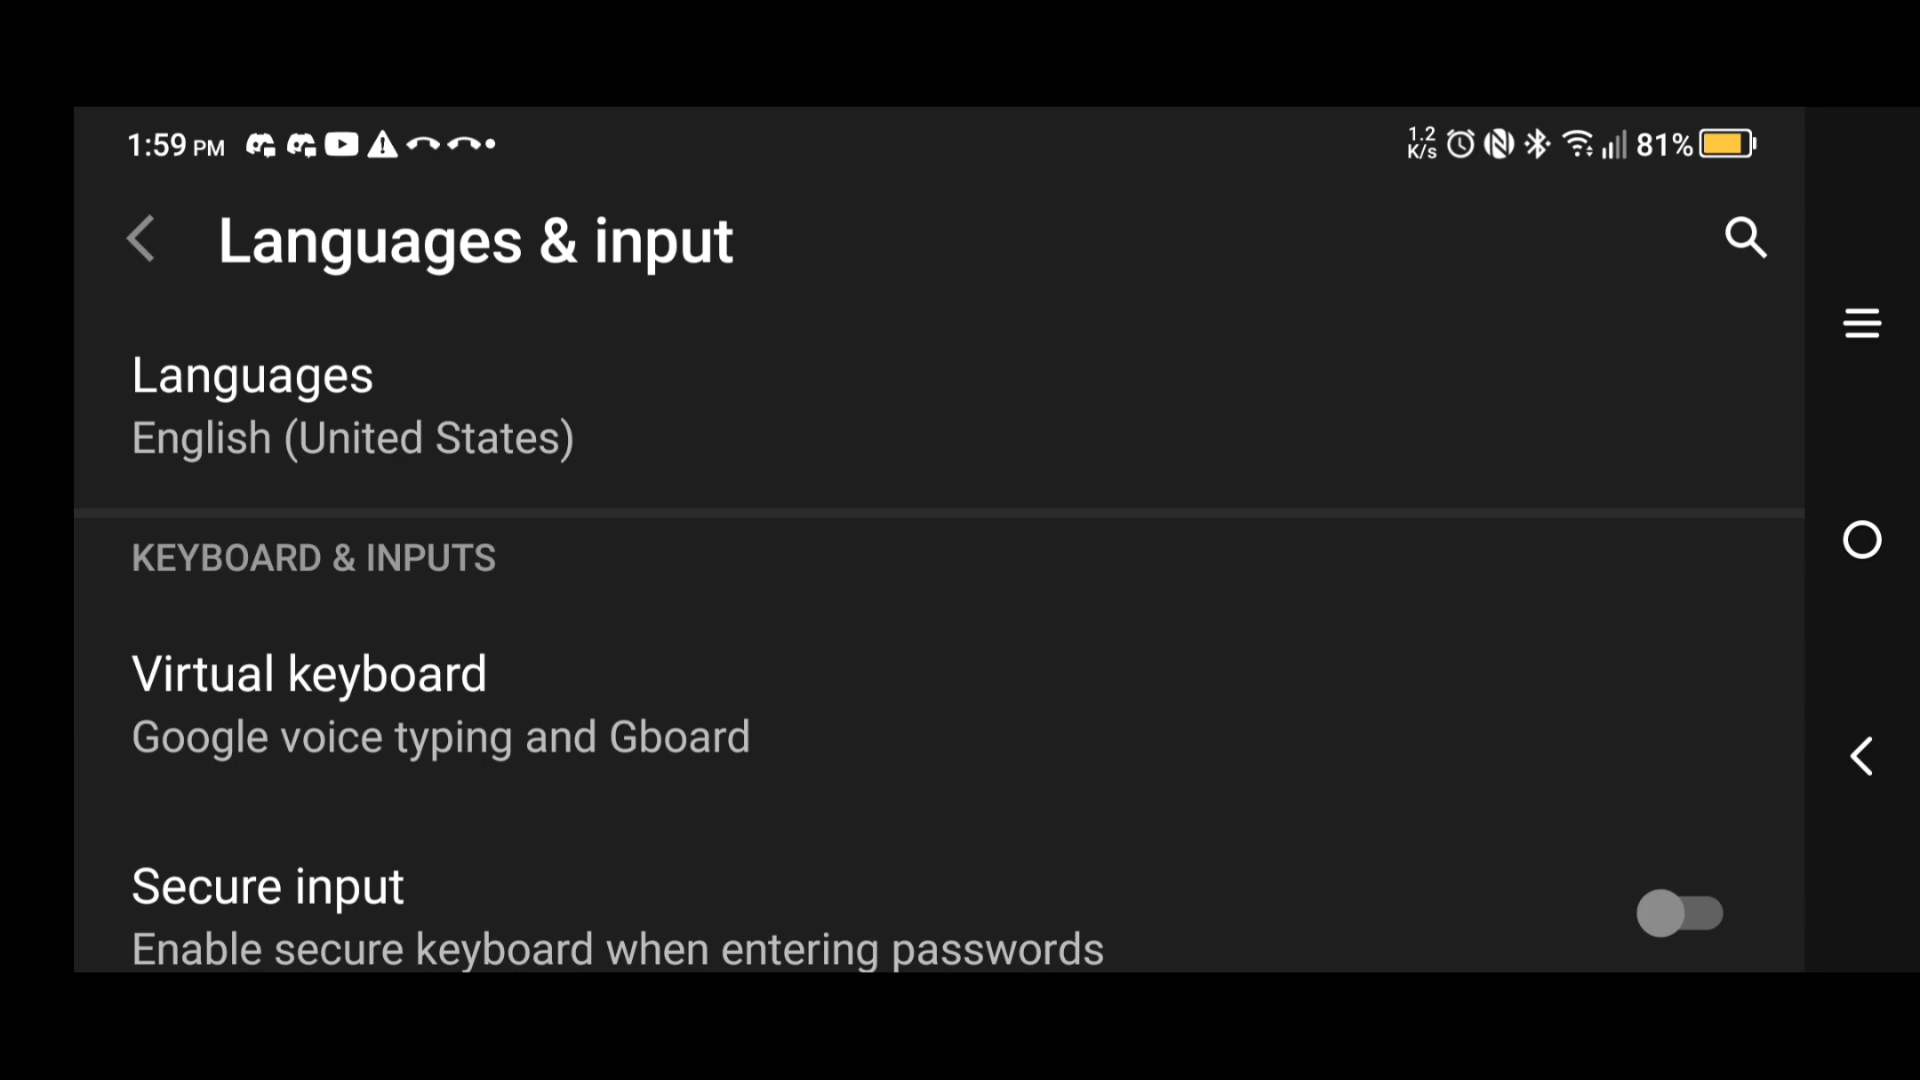 1:59 PM
1.2 K/s 81%
Languages & input
Languages
English (United States)
KEYBOARD & INPUTS
Virtual keyboard
Google voice typing and Gboard
Secure input
Enable secure keyboard when entering passwords